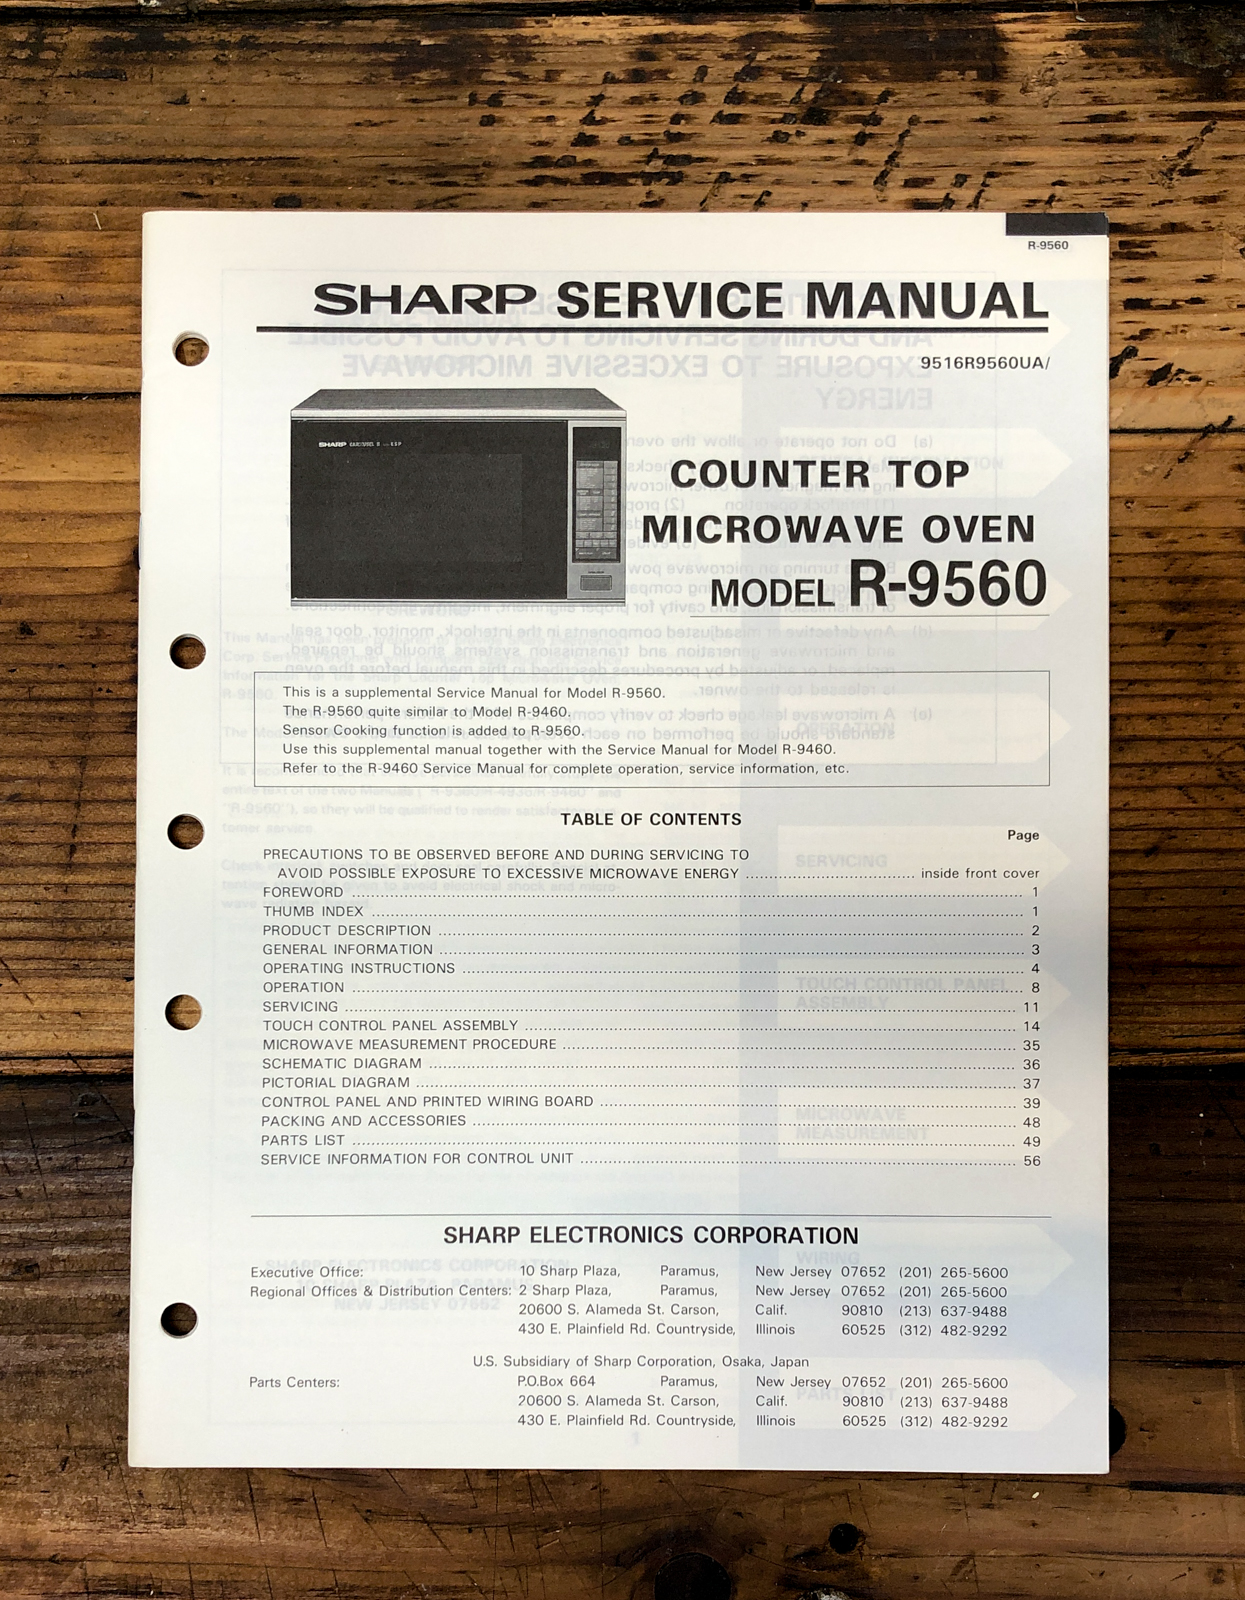 R-9560
SHARP SERVICE MANUAL
9516R9560UA/
SHARP
COUNTER TOP
MICROWAVE OVEN
MODEL R-9560
This is a supplemental Service Manual for Model R-9560.
The R-9560 quite similar to Model R-9460.
Sensor Cooking function is added to R-9560.
Use this supplemental manual together with the Service Manual for Model R-9460.
Refer to the R-9460 Service Manual for complete operation, service information, etc.
TABLE OF CONTENTS
Page
PRECAUTIONS TO BE OBSERVED BEFORE AND DURING SERVICING TO
AVOID POSSIBLE EXPOSURE TO EXCESSIVE MICROWAVE ENERGY ........................................ inside front cover
FOREWORD ........................................ 1
THUMB INDEX ........................................ 1
PRODUCT DESCRIPTION ........................................ 2
GENERAL INFORMATION ........................................ 3
OPERATING INSTRUCTIONS ........................................ 4
OPERATION ........................................ 8
SERVICING ........................................ 11
TOUCH CONTROL PANEL ASSEMBLY ........................................ 14
MICROWAVE MEASUREMENT PROCEDURE ........................................ 35
SCHEMATIC DIAGRAM ........................................ 36
PICTORIAL DIAGRAM ........................................ 37
CONTROL PANEL AND PRINTED WIRING BOARD ........................................ 39
PACKING AND ACCESSORIES ........................................ 48
PARTS LIST ........................................ 49
SERVICE INFORMATION FOR CONTROL UNIT ........................................ 56
SHARP ELECTRONICS CORPORATION
Executive Office: 10 Sharp Plaza, Paramus, New Jersey 07652 (201) 265-5600
Regional Offices & Distribution Centers: 2 Sharp Plaza, Paramus, New Jersey 07652 (201) 265-5600
20600 S. Alameda St. Carson, Calif. 90810 (213) 637-9488
430 E. Plainfield Rd. Countryside, Illinois 60525 (312) 482-9292
U.S. Subsidiary of Sharp Corporation, Osaka, Japan
Parts Centers: P.O.Box 664 Paramus, New Jersey 07652 (201) 265-5600
20600 S. Alameda St. Carson, Calif. 90810 (213) 637-9488
430 E. Plainfield Rd. Countryside, Illinois 60525 (312) 482-9292